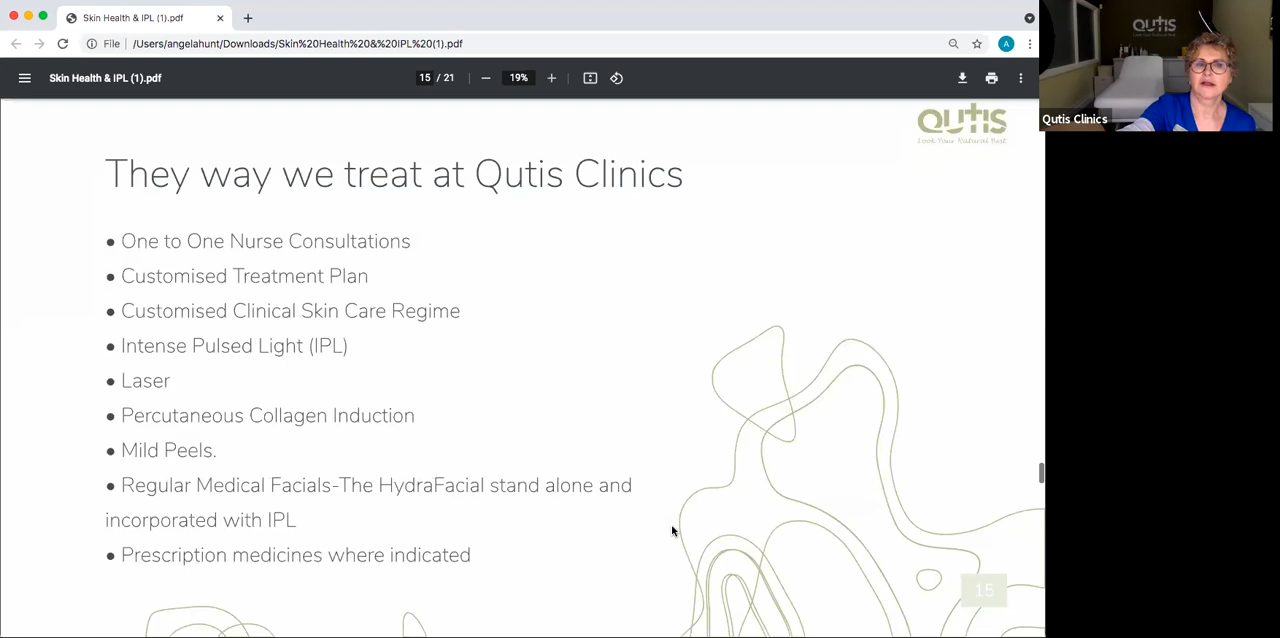 Skin Health & IPL (1).pdf
File
/Users/angelahunt/Downloads/Skin%20Health%20&%20IPL%20(1).pdf
A
Skin Health & IPL (1).pdf
15 / 21
19%
QUTIS
Look Your Natural Best
They way we treat at Qutis Clinics
• One to One Nurse Consultations
• Customised Treatment Plan
• Customised Clinical Skin Care Regime
• Intense Pulsed Light (IPL)
• Laser
• Percutaneous Collagen Induction
• Mild Peels.
• Regular Medical Facials-The HydraFacial stand alone and
incorporated with IPL
• Prescription medicines where indicated
15
QUTIS
Qutis Clinics